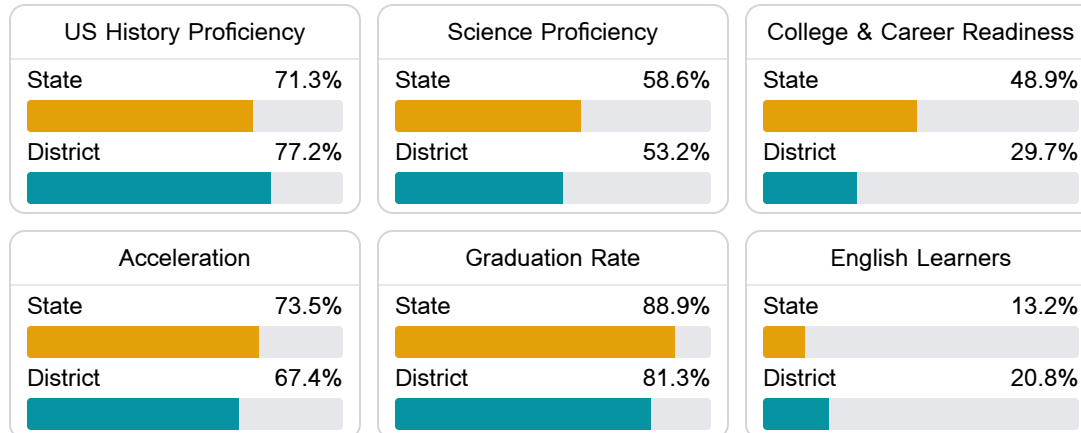 US History Proficiency
State 71.3%
District 77.2%
Science Proficiency
State 58.6%
District 53.2%
College & Career Readiness
State 48.9%
District 29.7%
Acceleration
State 73.5%
District 67.4%
Graduation Rate
State 88.9%
District 81.3%
English Learners
State 13.2%
District 20.8%